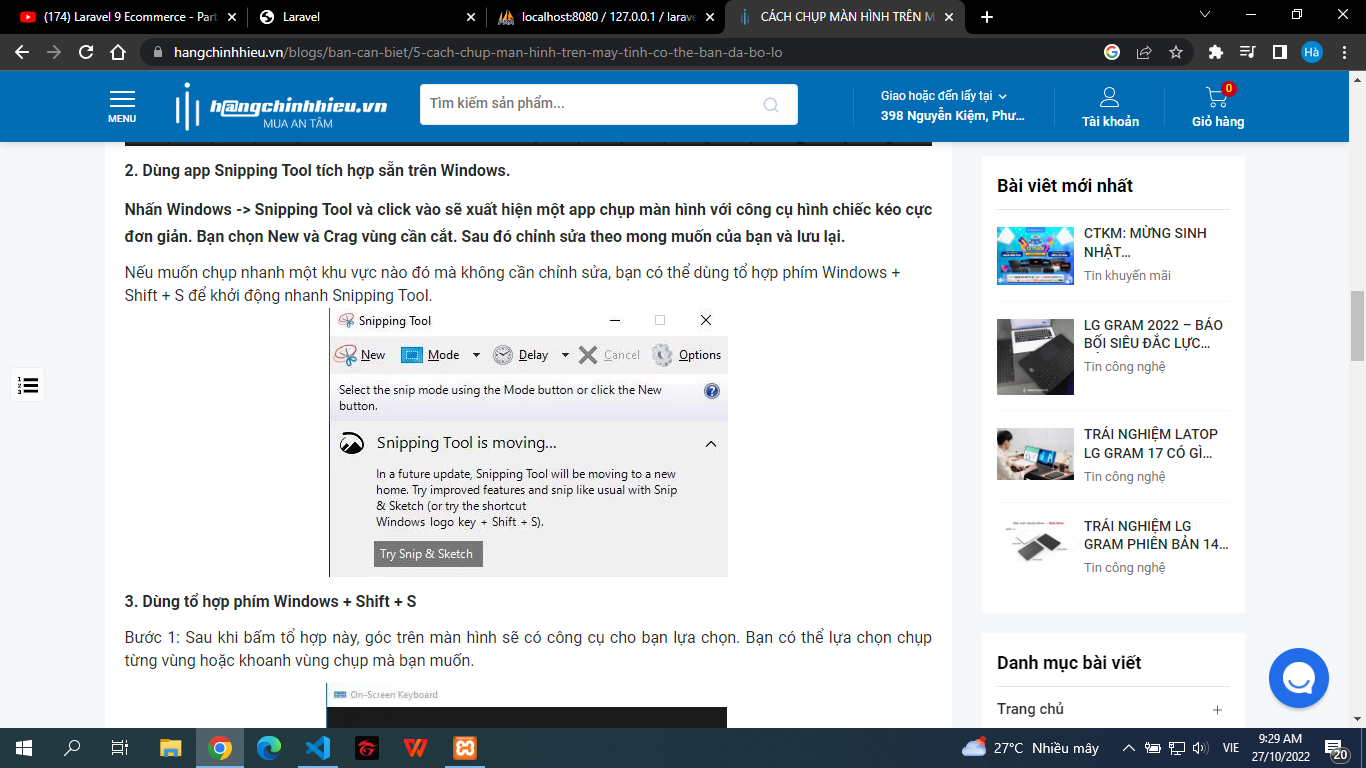 (174) Laravel 9 Ecommerce - Part
Laravel
localhost:8080 / 127.0.0.1 / larave
CÁCH CHỤP MÀN HÌNH TRÊN M
hangchinhhieu.vn/blogs/ban-can-biet/5-cach-chup-man-hinh-tren-may-tinh-co-the-ban-da-bo-lo
Hà
MENU
h@ngchinhhieu.vn
MUA AN TÂM
Tìm kiếm sản phẩm...
Giao hoặc đến lấy tại
398 Nguyễn Kiệm, Phư...
Tài khoản
0
Giỏ hàng
2. Dùng app Snipping Tool tích hợp sẵn trên Windows.
Nhấn Windows -> Snipping Tool và click vào sẽ xuất hiện một app chụp màn hình với công cụ hình chiếc kéo cực
đơn giản. Bạn chọn New và Crag vùng cần cắt. Sau đó chỉnh sửa theo mong muốn của bạn và lưu lại.
Nếu muốn chụp nhanh một khu vực nào đó mà không cần chỉnh sửa, bạn có thể dùng tổ hợp phím Windows +
Shift + S để khởi động nhanh Snipping Tool.
Snipping Tool
New Mode Delay Cancel Options
Select the snip mode using the Mode button or click the New
button.
Snipping Tool is moving...
In a future update, Snipping Tool will be moving to a new
home. Try improved features and snip like usual with Snip
& Sketch (or try the shortcut
Windows logo key + Shift + S).
Try Snip & Sketch
3. Dùng tổ hợp phím Windows + Shift + S
Bước 1: Sau khi bấm tổ hợp này, góc trên màn hình sẽ có công cụ cho bạn lựa chọn. Bạn có thể lựa chọn chụp
từng vùng hoặc khoanh vùng chụp mà bạn muốn.
On-Screen Keyboard
Bài viêt mới nhất
CTKM: MỪNG SINH
NHẬT...
Tin khuyến mãi
LG GRAM 2022 – BÁO
BỐI SIÊU ĐẮC LỰC...
Tin công nghệ
TRẢI NGHIỆM LATOP
LG GRAM 17 CÓ GÌ...
Tin công nghệ
TRẢI NGHIỆM LG
GRAM PHIÊN BẢN 14...
Tin công nghệ
Danh mục bài viết
Trang chủ
27°C Nhiều mây
VIE
9:29 AM
27/10/2022
20